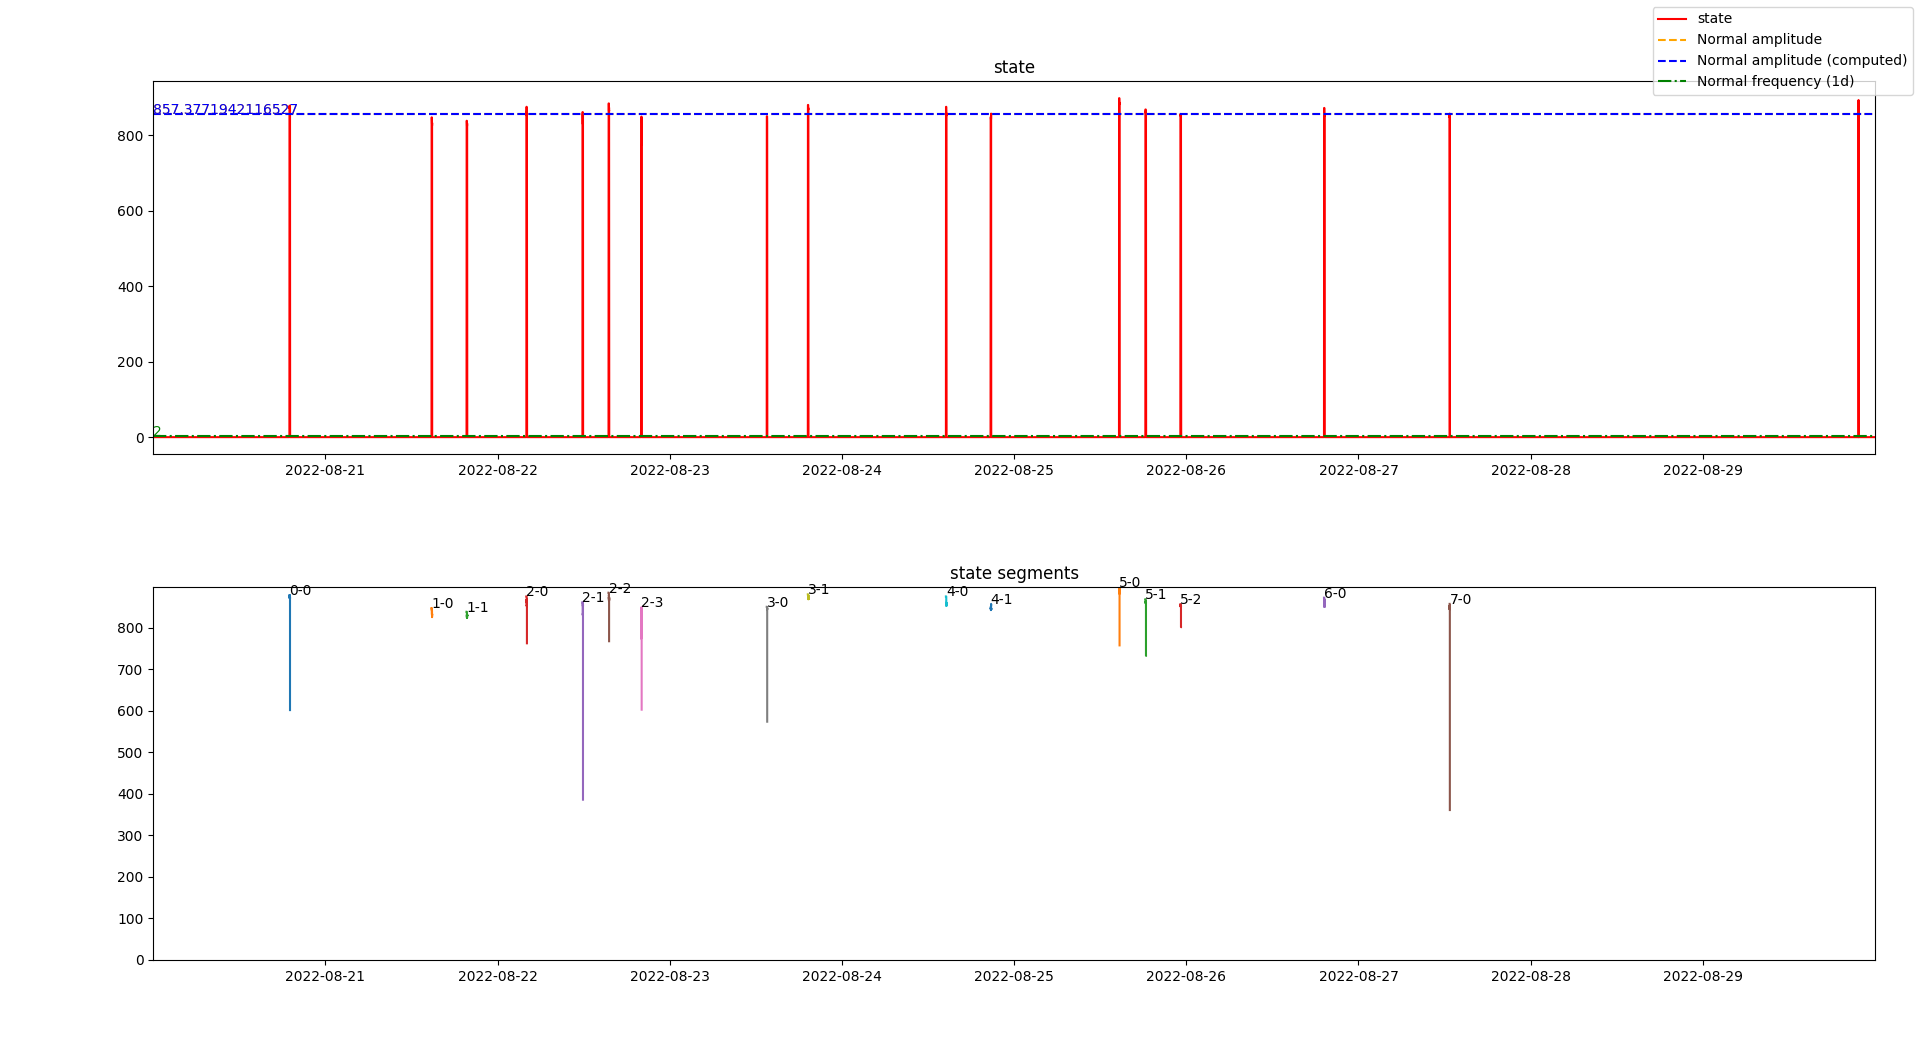 state
Normal amplitude
Normal amplitude (computed)
Normal frequency (1d)
state
857.3771942116527
800
600
400
200
0
2
2022-08-21 2022-08-22 2022-08-23 2022-08-24 2022-08-25 2022-08-26 2022-08-27 2022-08-28 2022-08-29
state segments
0-0 1-0 1-1 2-0 2-1 2-2 2-3 3-0 3-1 4-0 4-1 5-0 5-1 5-2 6-0 7-0
800
700
600
500
400
300
200
100
0
2022-08-21 2022-08-22 2022-08-23 2022-08-24 2022-08-25 2022-08-26 2022-08-27 2022-08-28 2022-08-29